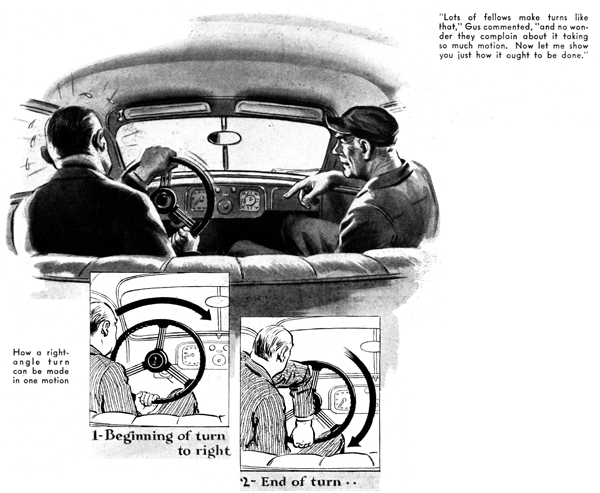 "Lots of fellows make turns like
that," Gus commented, "and no won-
der they complain about it taking
so much motion. Now let me show
you just how it ought to be done."
How a right-
angle turn
can be made
in one motion
1-Beginning of turn
to right
2- End of turn ··